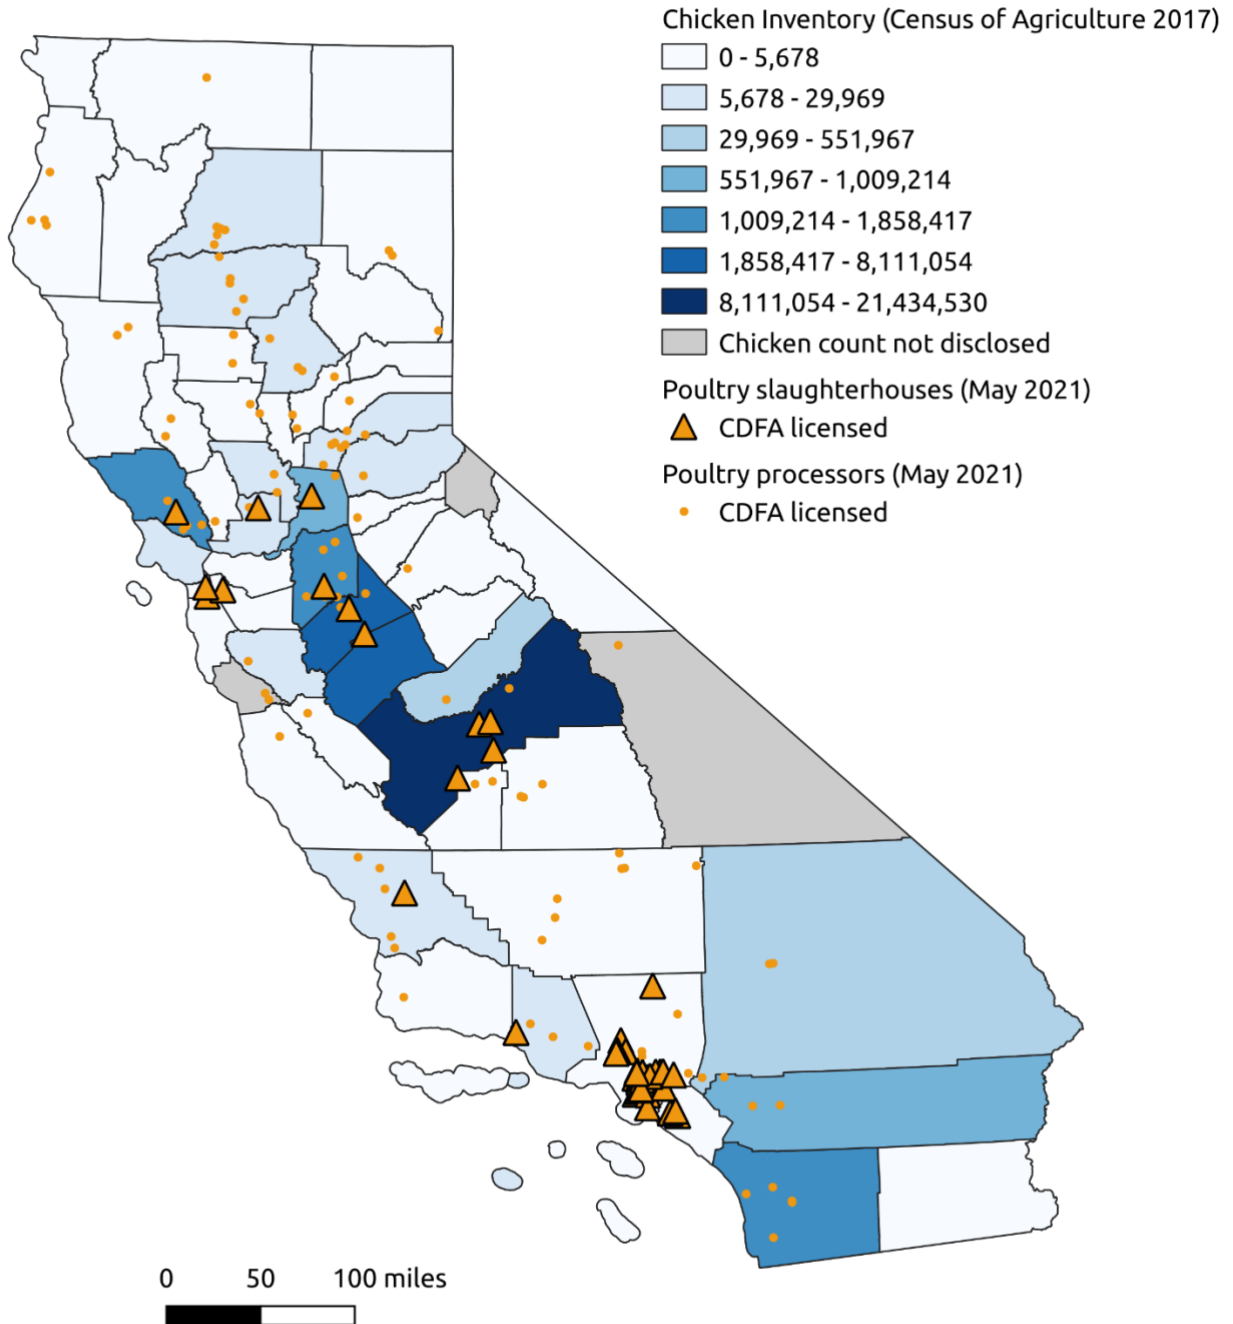 Chicken Inventory (Census of Agriculture 2017)
0 - 5,678
5,678 - 29,969
29,969 - 551,967
551,967 - 1,009,214
1,009,214 - 1,858,417
1,858,417 - 8,111,054
8,111,054 - 21,434,530
Chicken count not disclosed
Poultry slaughterhouses (May 2021)
CDFA licensed
Poultry processors (May 2021)
CDFA licensed
0 50 100 miles